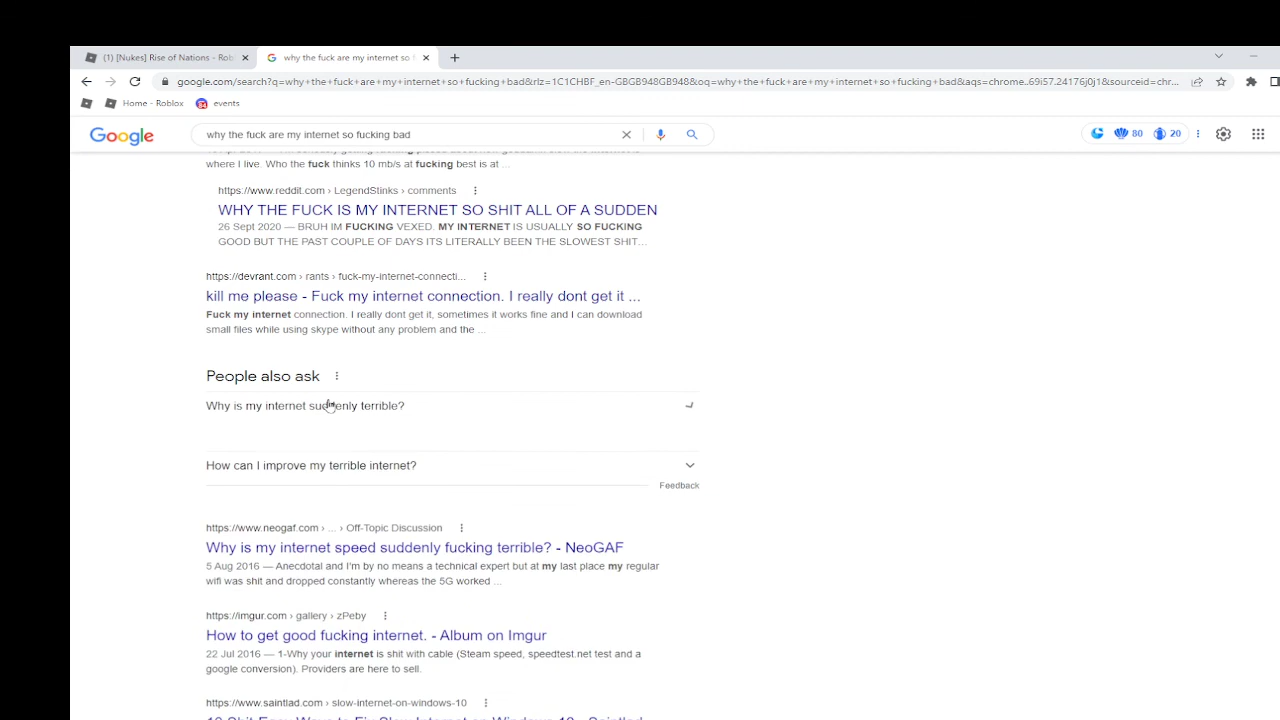 (1) [Nukes] Rise of Nations - Rob
why the fuck are my internet so f
google.com/search?q=why+the+fuck+are+my+internet+so+fucking+bad&rlz=1C1CHBF_en-GBGB948GB948&oq=why+the+fuck+are+my+internet+so+fucking+bad&aqs=chrome..69i57.24176j0j1&sourceid=chr...
Home - Roblox
events
Google
why the fuck are my internet so fucking bad
80
20
where I live. Who the fuck thinks 10 mb/s at fucking best is at ...
https://www.reddit.com › LegendStinks › comments
WHY THE FUCK IS MY INTERNET SO SHIT ALL OF A SUDDEN
26 Sept 2020 — BRUH IM FUCKING VEXED. MY INTERNET IS USUALLY SO FUCKING
GOOD BUT THE PAST COUPLE OF DAYS ITS LITERALLY BEEN THE SLOWEST SHIT...
https://devrant.com › rants › fuck-my-internet-connecti...
kill me please - Fuck my internet connection. I really dont get it ...
Fuck my internet connection. I really dont get it, sometimes it works fine and I can download
small files while using skype without any problem and the ...
People also ask
Why is my internet suddenly terrible?
How can I improve my terrible internet?
Feedback
https://www.neogaf.com › ... › Off-Topic Discussion
Why is my internet speed suddenly fucking terrible? - NeoGAF
5 Aug 2016 — Anecdotal and I'm by no means a technical expert but at my last place my regular
wifi was shit and dropped constantly whereas the 5G worked ...
https://imgur.com › gallery › zPeby
How to get good fucking internet. - Album on Imgur
22 Jul 2016 — 1-Why your internet is shit with cable (Steam speed, speedtest.net test and a
google conversion). Providers are here to sell.
https://www.saintlad.com › slow-internet-on-windows-10